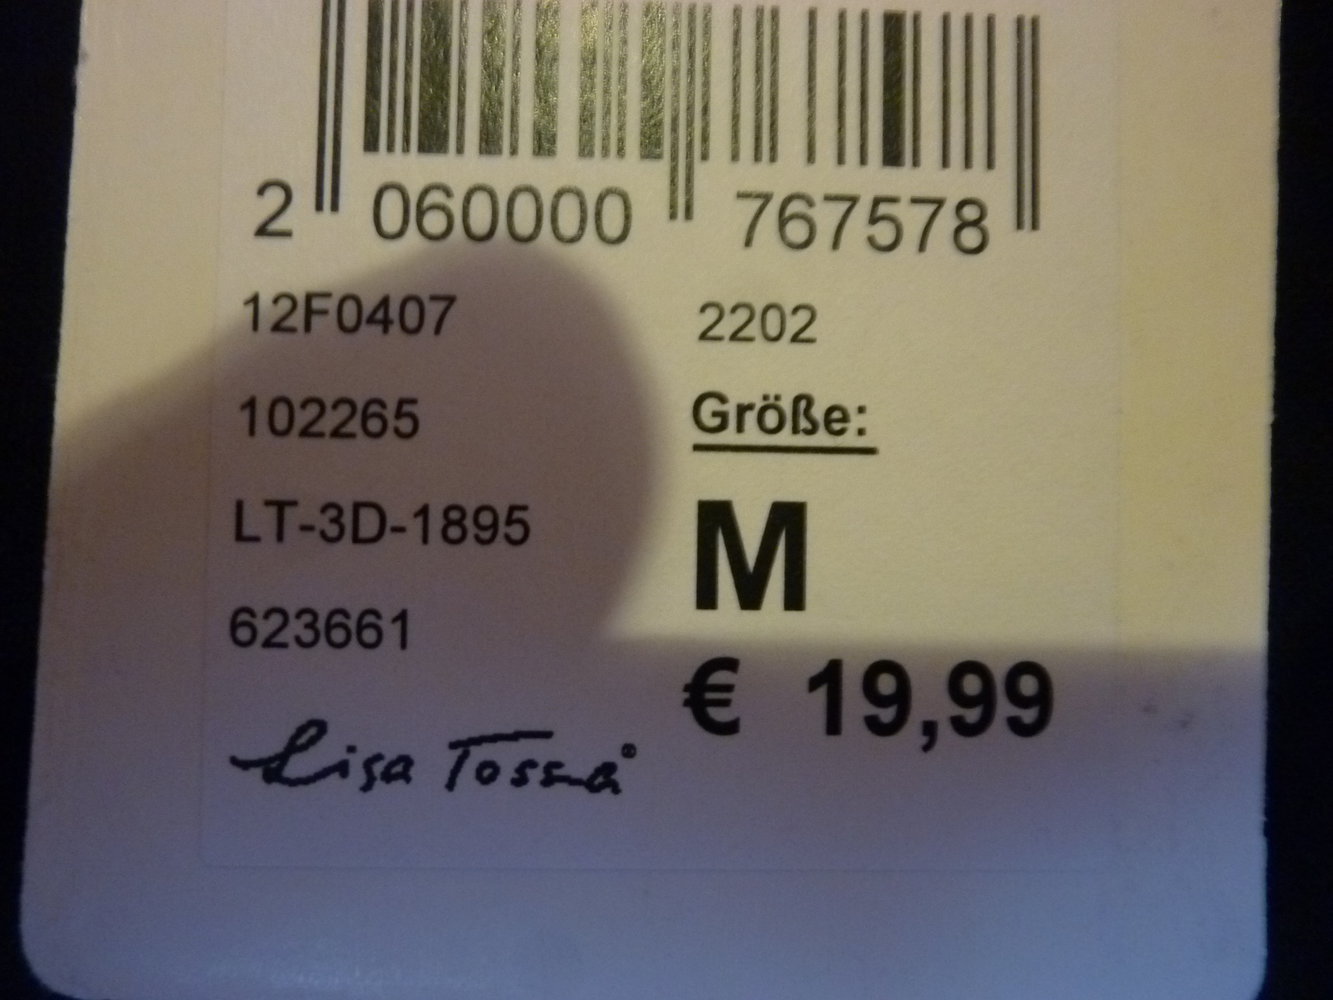 2 060000 767578
12F0407
102265
LT-3D-1895
623661
Lisa Tossa
2202
Größe:
M
€ 19,99